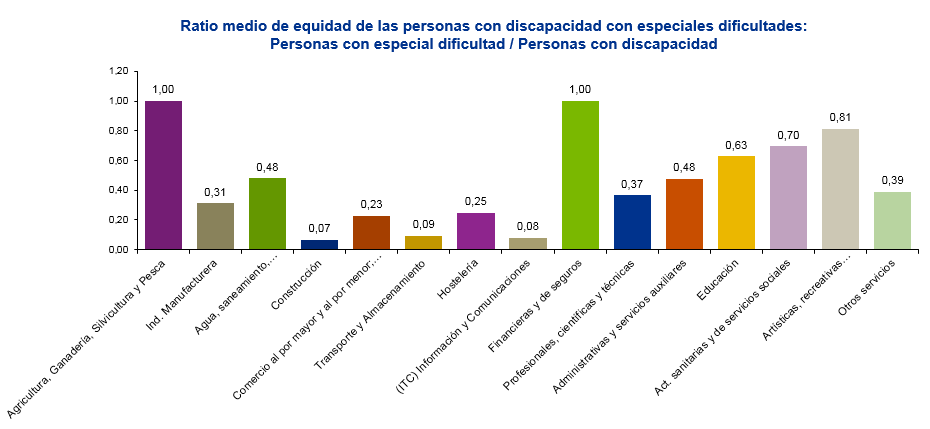 Ratio medio de equidad de las personas con discapacidad con especiales dificultades:
Personas con especial dificultad / Personas con discapacidad
1,20
1,00
0,80
0,60
0,40
0,20
0,00
1,00
0,31
0,48
0,07
0,23
0,09
0,25
0,08
1,00
0,37
0,48
0,63
0,70
0,81
0,39
Agricultura, Ganadería, Silvicultura y Pesca
Ind. Manufacturera
Agua, saneamiento,…
Construcción
Comercio al por mayor y al por menor;…
Transporte y Almacenamiento
Hostelería
(ITC) Información y Comunicaciones
Financieras y de seguros
Profesionales, científicas y técnicas
Administrativas y servicios auxiliares
Educación
Act. sanitarias y de servicios sociales
Artísticas, recreativas…
Otros servicios